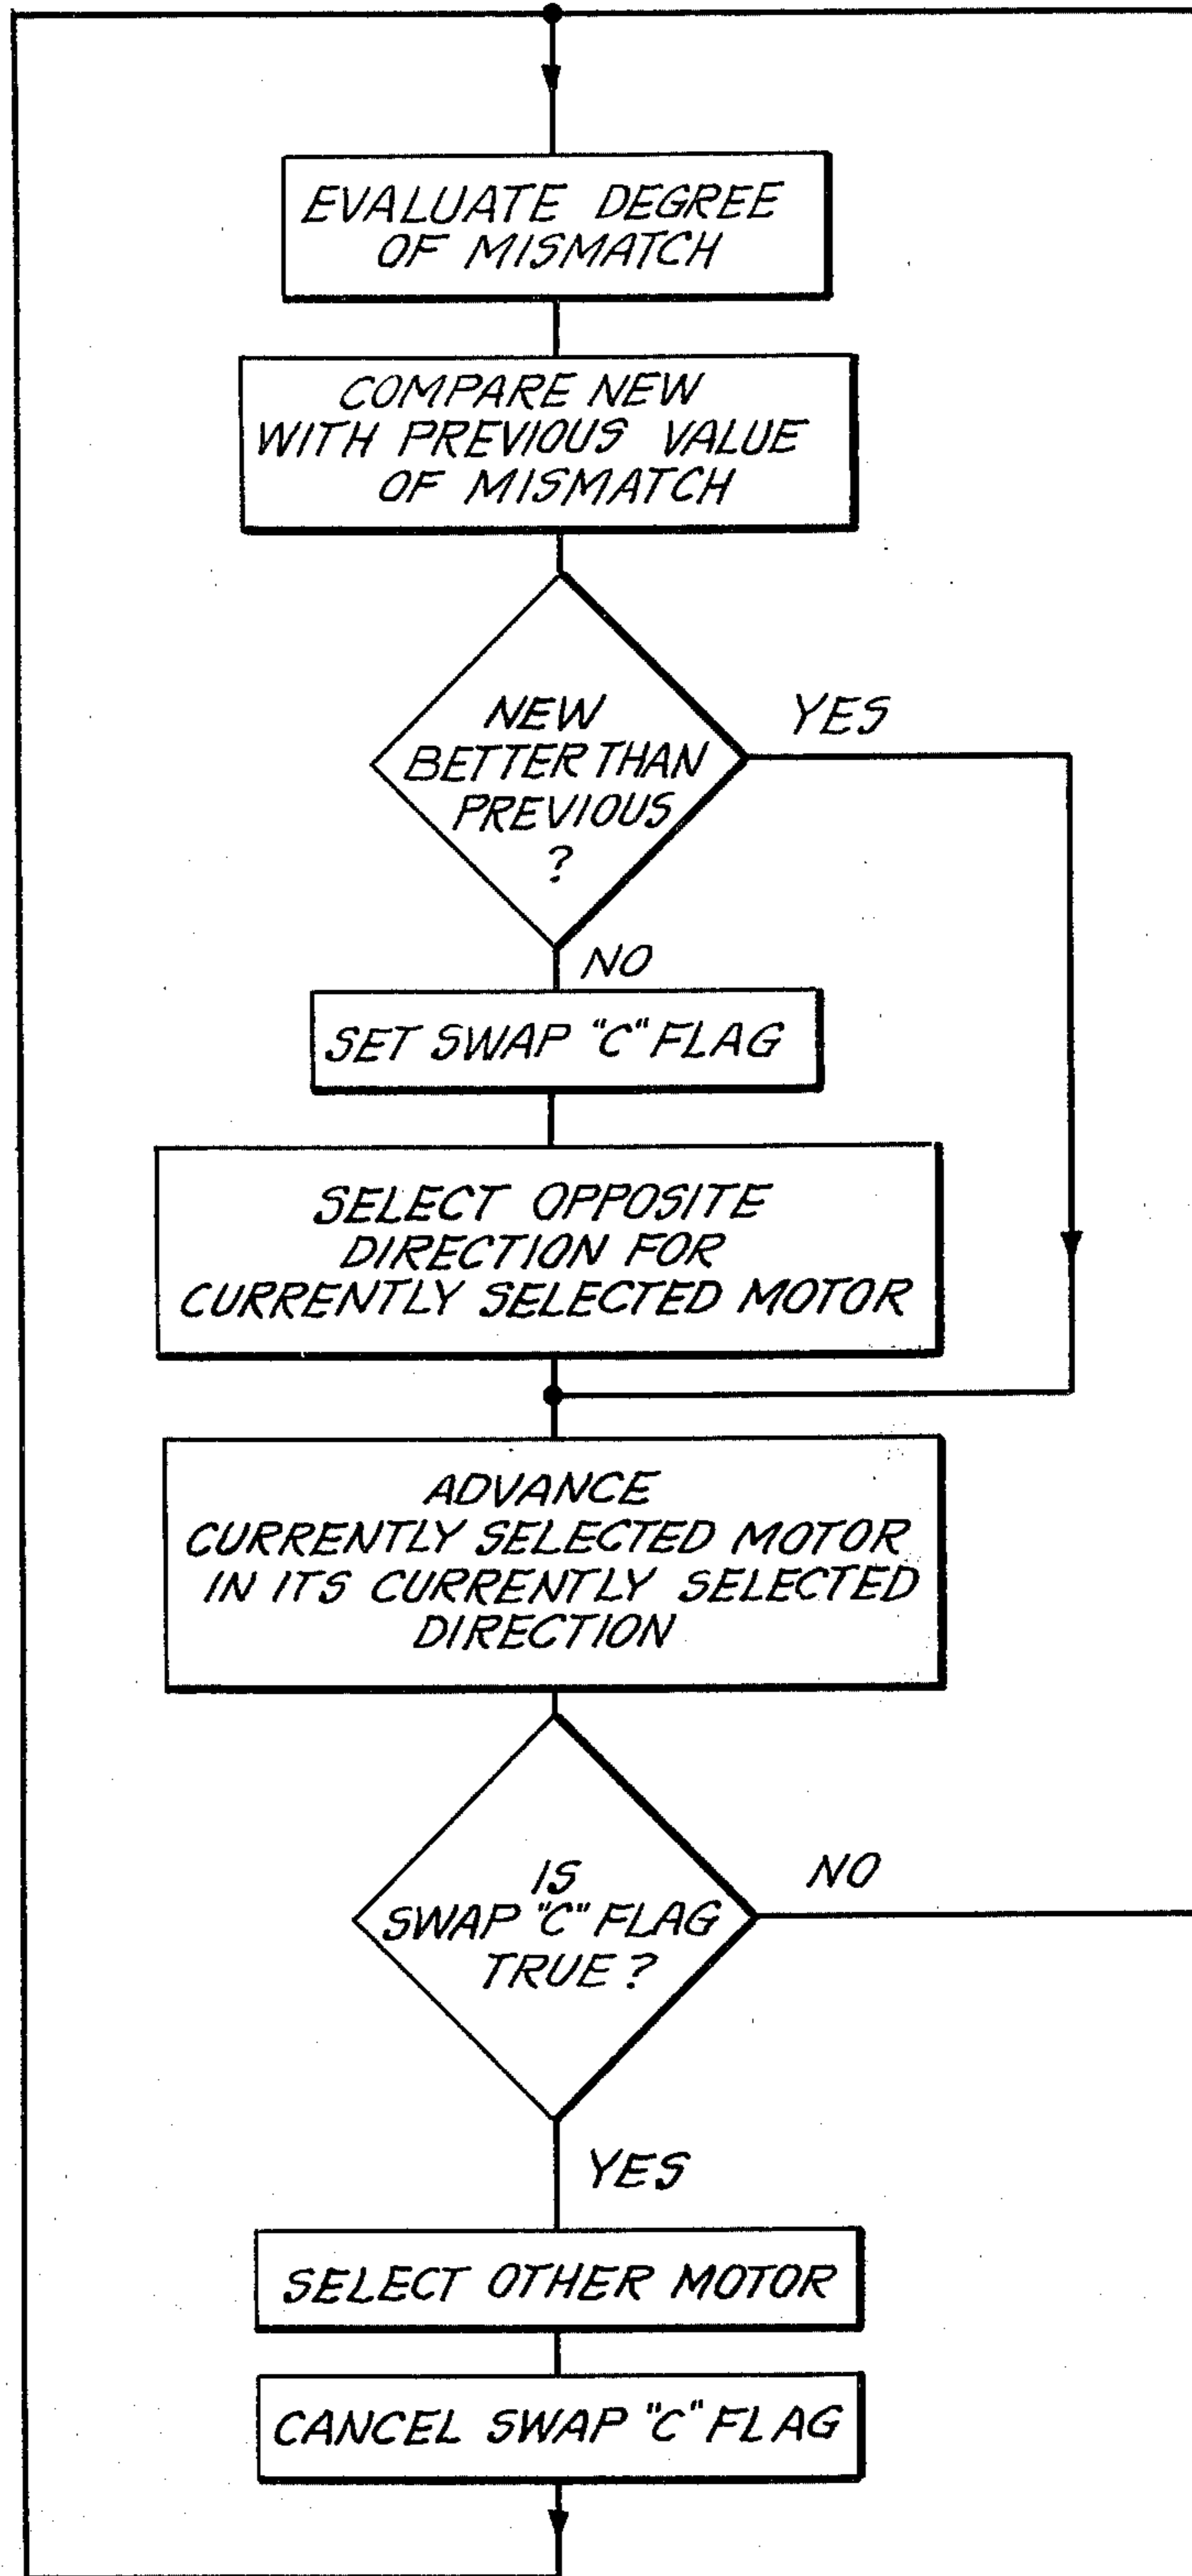 EVALUATE DEGREE
OF MISMATCH
COMPARE NEW
WITH PREVIOUS VALUE
OF MISMATCH
NEW
BETTER THAN
PREVIOUS
?
YES
NO
SET SWAP "C" FLAG
SELECT OPPOSITE
DIRECTION FOR
CURRENTLY SELECTED MOTOR
ADVANCE
CURRENTLY SELECTED MOTOR
IN ITS CURRENTLY SELECTED
DIRECTION
IS
SWAP "C" FLAG
TRUE ?
NO
YES
SELECT OTHER MOTOR
CANCEL SWAP "C" FLAG